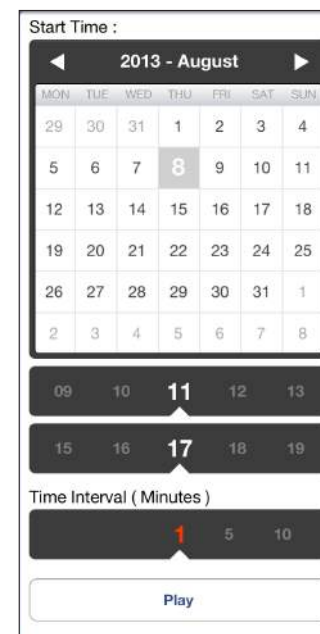 Start Time :
2013 - August
MON TUE WED THU FRI SAT SUN
29 30 31 1 2 3 4
5 6 7 8 9 10 11
12 13 14 15 16 17 18
19 20 21 22 23 24 25
26 27 28 29 30 31 1
2 3 4 5 6 7 8
09 10 11 12 13
15 16 17 18 19
Time Interval ( Minutes )
1 5 10
Play